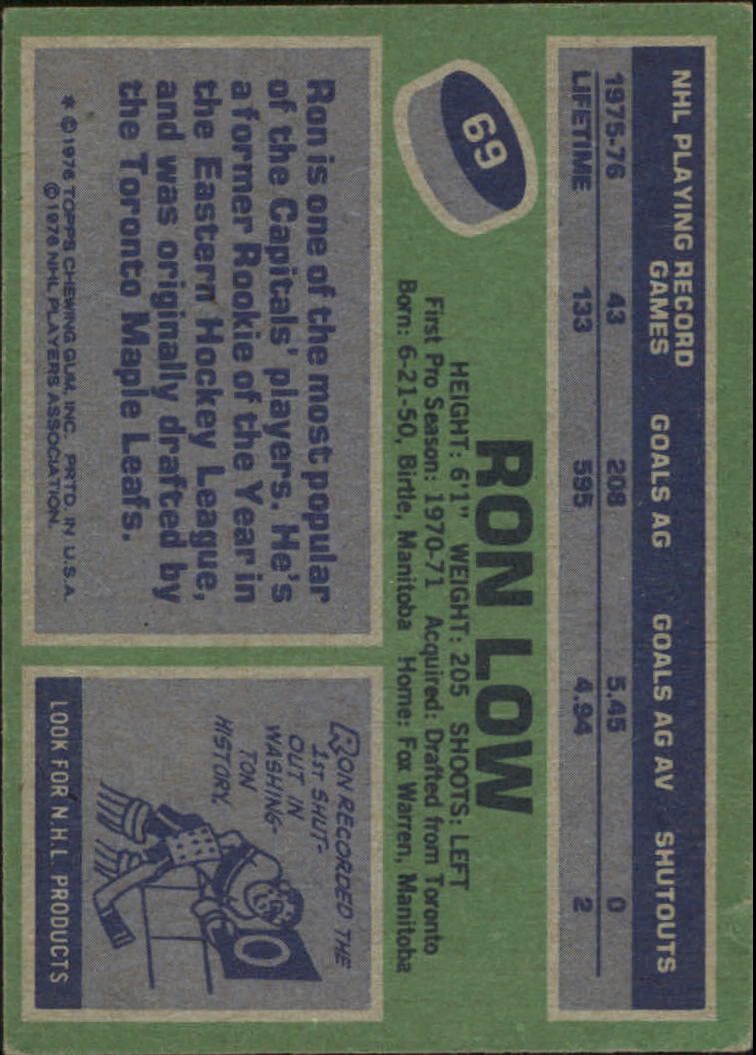 NHL PLAYING RECORD
GAMES GOALS AG GOALS AG AV SHUTOUTS
1975-76 43 208 5.45 0
LIFETIME 133 595 4.94 2
69
RON LOW
HEIGHT: 6'1" WEIGHT: 205 SHOOTS: LEFT
First Pro Season: 1970-71 Acquired: Drafted from Toronto
Born: 6-21-50, Birtle, Manitoba Home: Fox Warren, Manitoba
Ron is one of the most popular
of the Capitals' players. He's
a former Rookie of the Year in
the Eastern Hockey League,
and was originally drafted by
the Toronto Maple Leafs.
* © 1976 TOPPS CHEWING GUM, INC. PRTD. IN U.S.A.
© 1976 NHL PLAYERS ASSOCIATION.
RON RECORDED THE
1ST SHUT-
OUT IN
WASHING-
TON
HISTORY.
0
LOOK FOR N.H.L. PRODUCTS